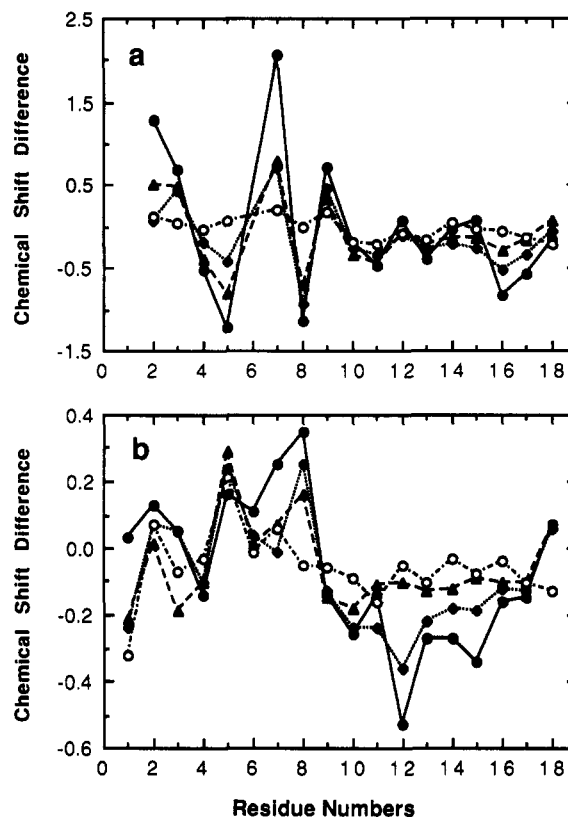 a
Chemical Shift Difference
2.5
1.5
0.5
-0.5
-1.5
0 2 4 6 8 10 12 14 16 18
b
Chemical Shift Difference
0.4
0.2
0.0
-0.2
-0.4
-0.6
0 2 4 6 8 10 12 14 16 18
Residue Numbers